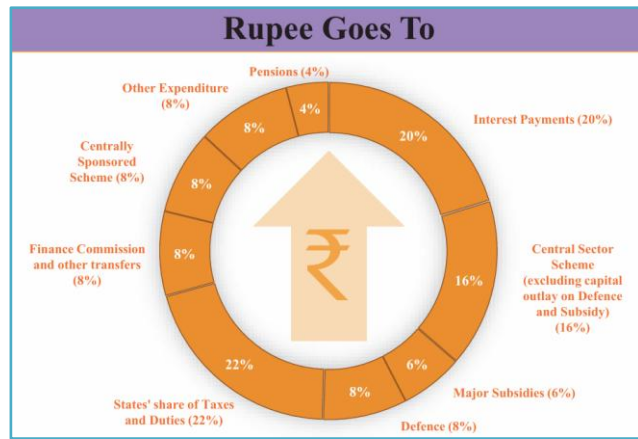 Rupee Goes To
Pensions (4%)
Other Expenditure
(8%)
Centrally
Sponsored
Scheme (8%)
Finance Commission
and other transfers
(8%)
States' share of Taxes
and Duties (22%)
Defence (8%)
Major Subsidies (6%)
Central Sector
Scheme
(excluding capital
outlay on Defence
and Subsidy)
(16%)
Interest Payments (20%)
4%
20%
16%
6%
8%
22%
8%
8%
8%
₹